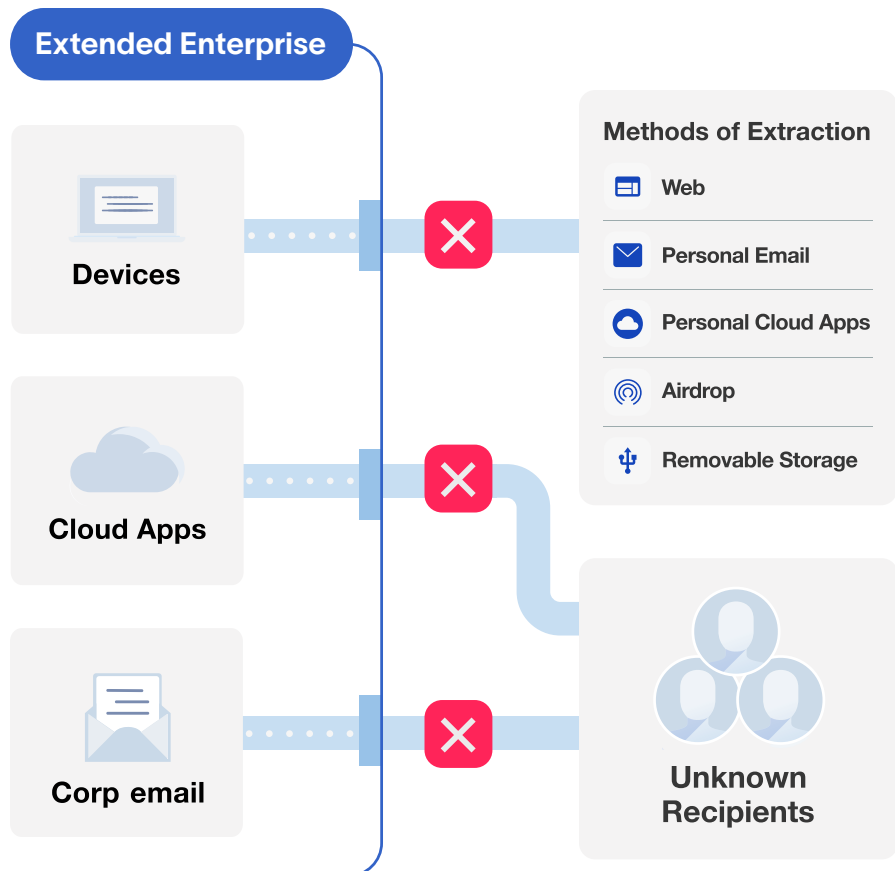 Extended Enterprise
Devices
Cloud Apps
Corp email
Methods of Extraction
Web
Personal Email
Personal Cloud Apps
Airdrop
Removable Storage
Unknown
Recipients